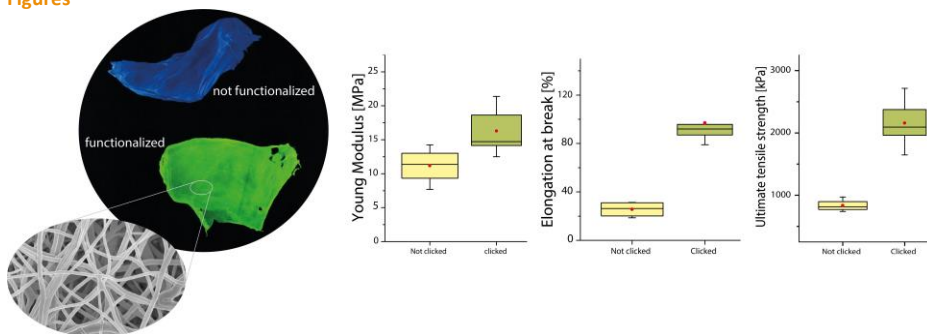 Figures
not functionalized
functionalized
Young Modulus [MPa]
25
20
15
10
5
0
Not clicked
clicked
Elongation at break [%]
120
80
40
0
Not clicked
Clicked
Ultimate tensile strength [kPa]
3000
2000
1000
Not clicked
Clicked